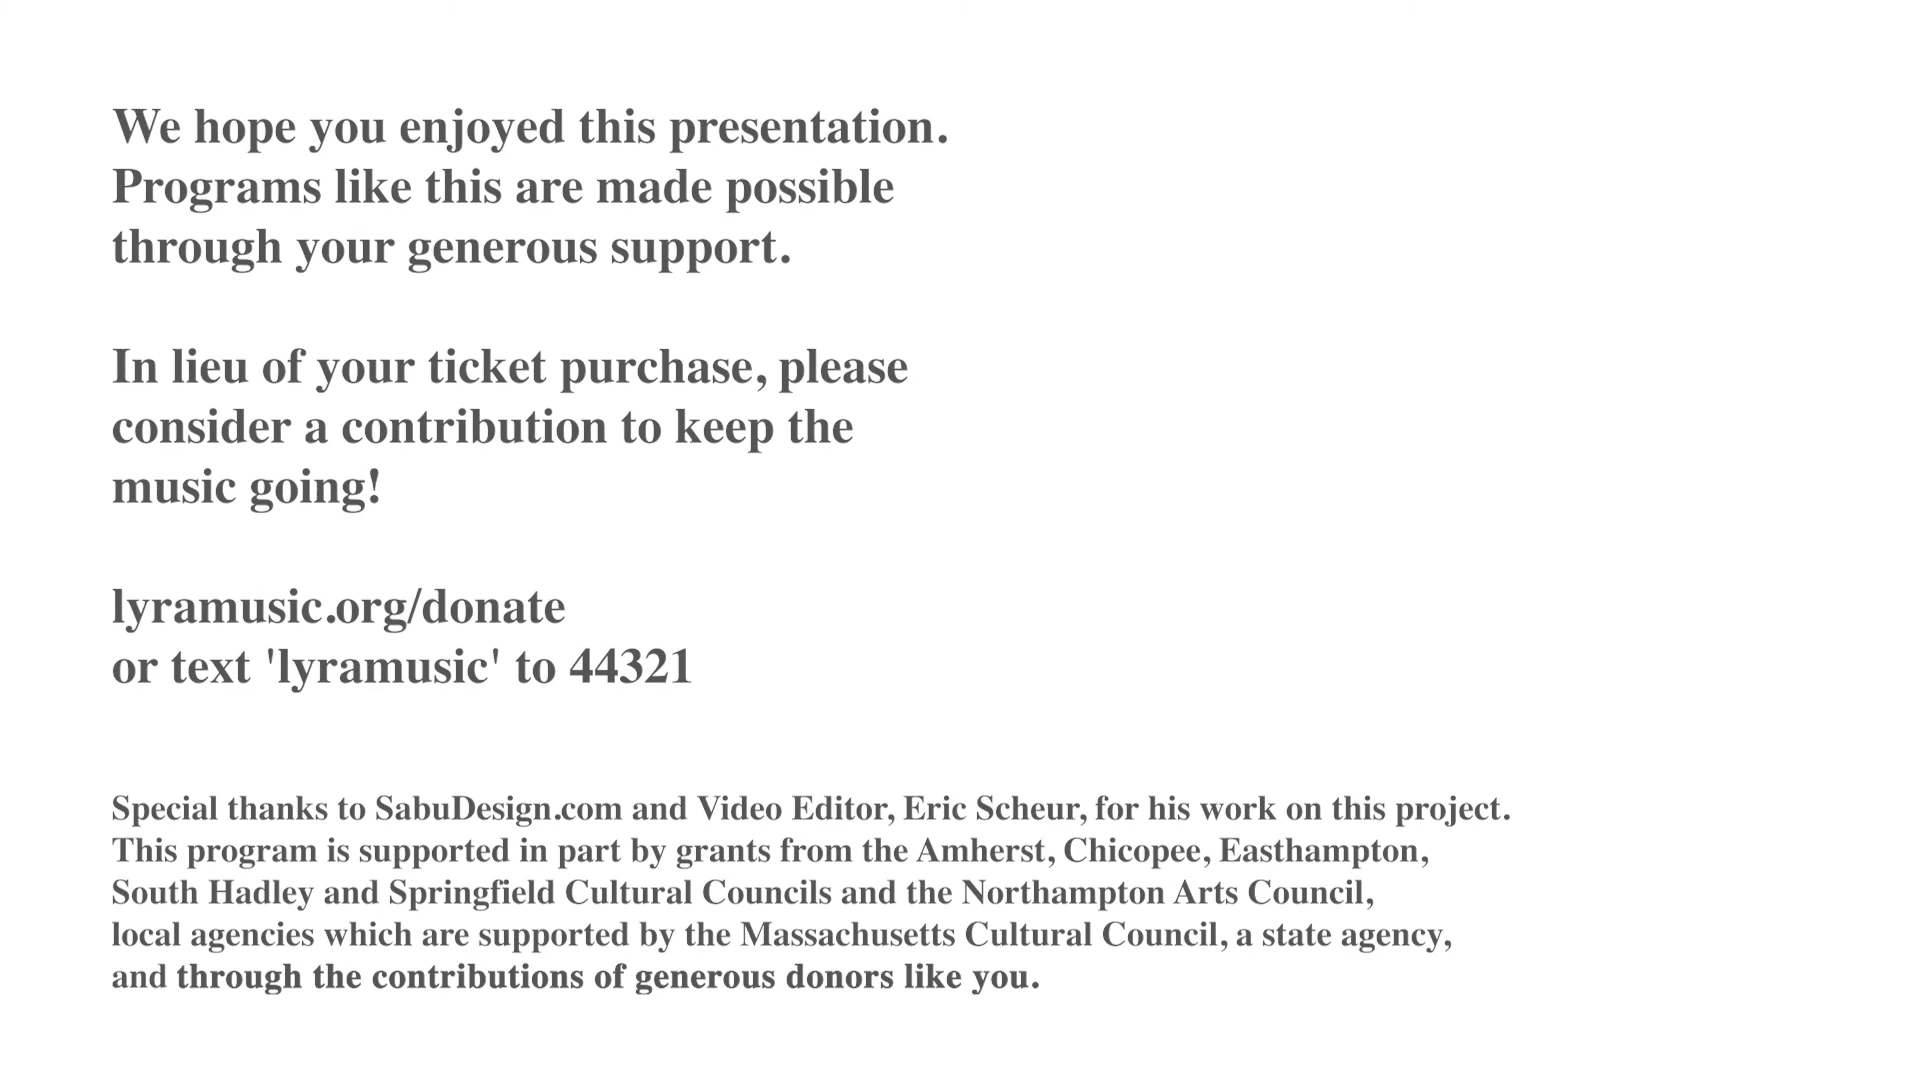 We hope you enjoyed this presentation.
Programs like this are made possible
through your generous support.
In lieu of your ticket purchase, please
consider a contribution to keep the
music going!
lyramusic.org/donate
or text 'lyramusic' to 44321
Special thanks to SabuDesign.com and Video Editor, Eric Scheur, for his work on this project.
This program is supported in part by grants from the Amherst, Chicopee, Easthampton,
South Hadley and Springfield Cultural Councils and the Northampton Arts Council,
local agencies which are supported by the Massachusetts Cultural Council, a state agency,
and through the contributions of generous donors like you.